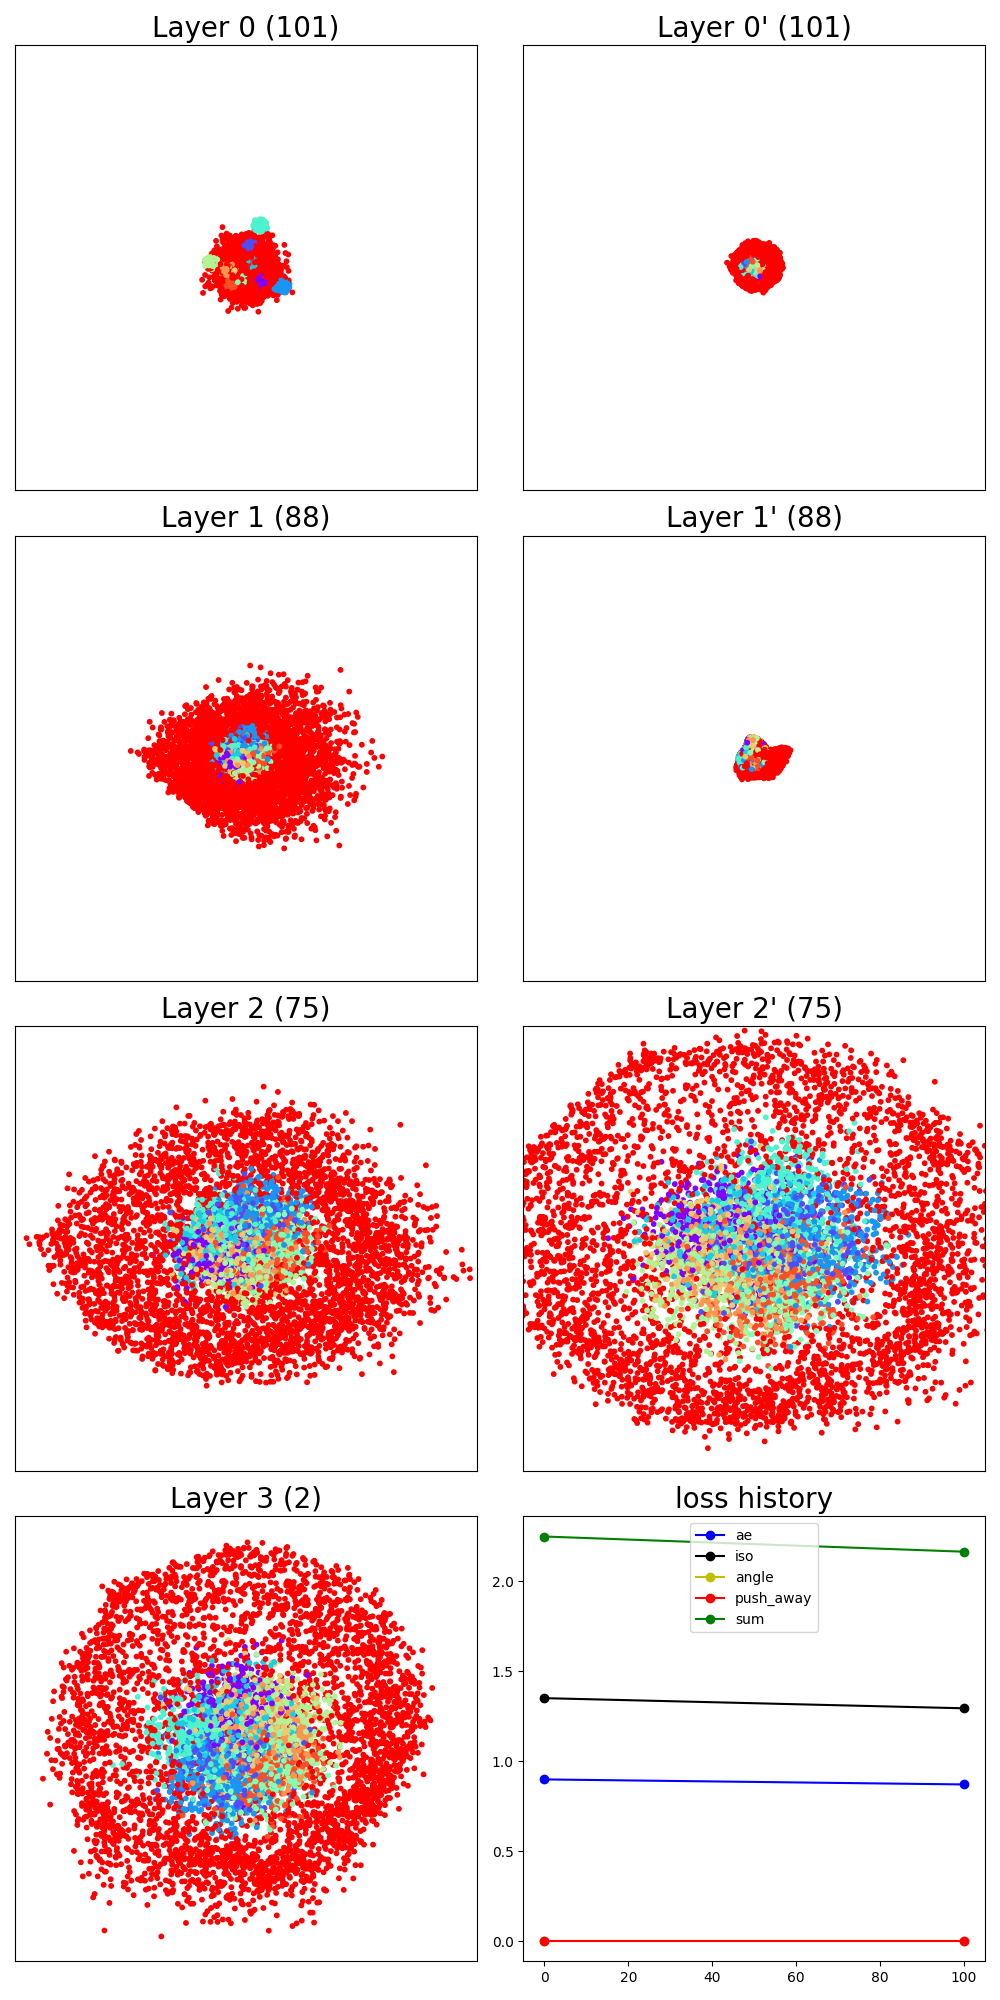 Layer 0 (101)
Layer 0' (101)
Layer 1 (88)
Layer 1' (88)
Layer 2 (75)
Layer 2' (75)
Layer 3 (2)
loss history
ae
iso
angle
push_away
sum
2.0
1.5
1.0
0.5
0.0
0 20 40 60 80 100